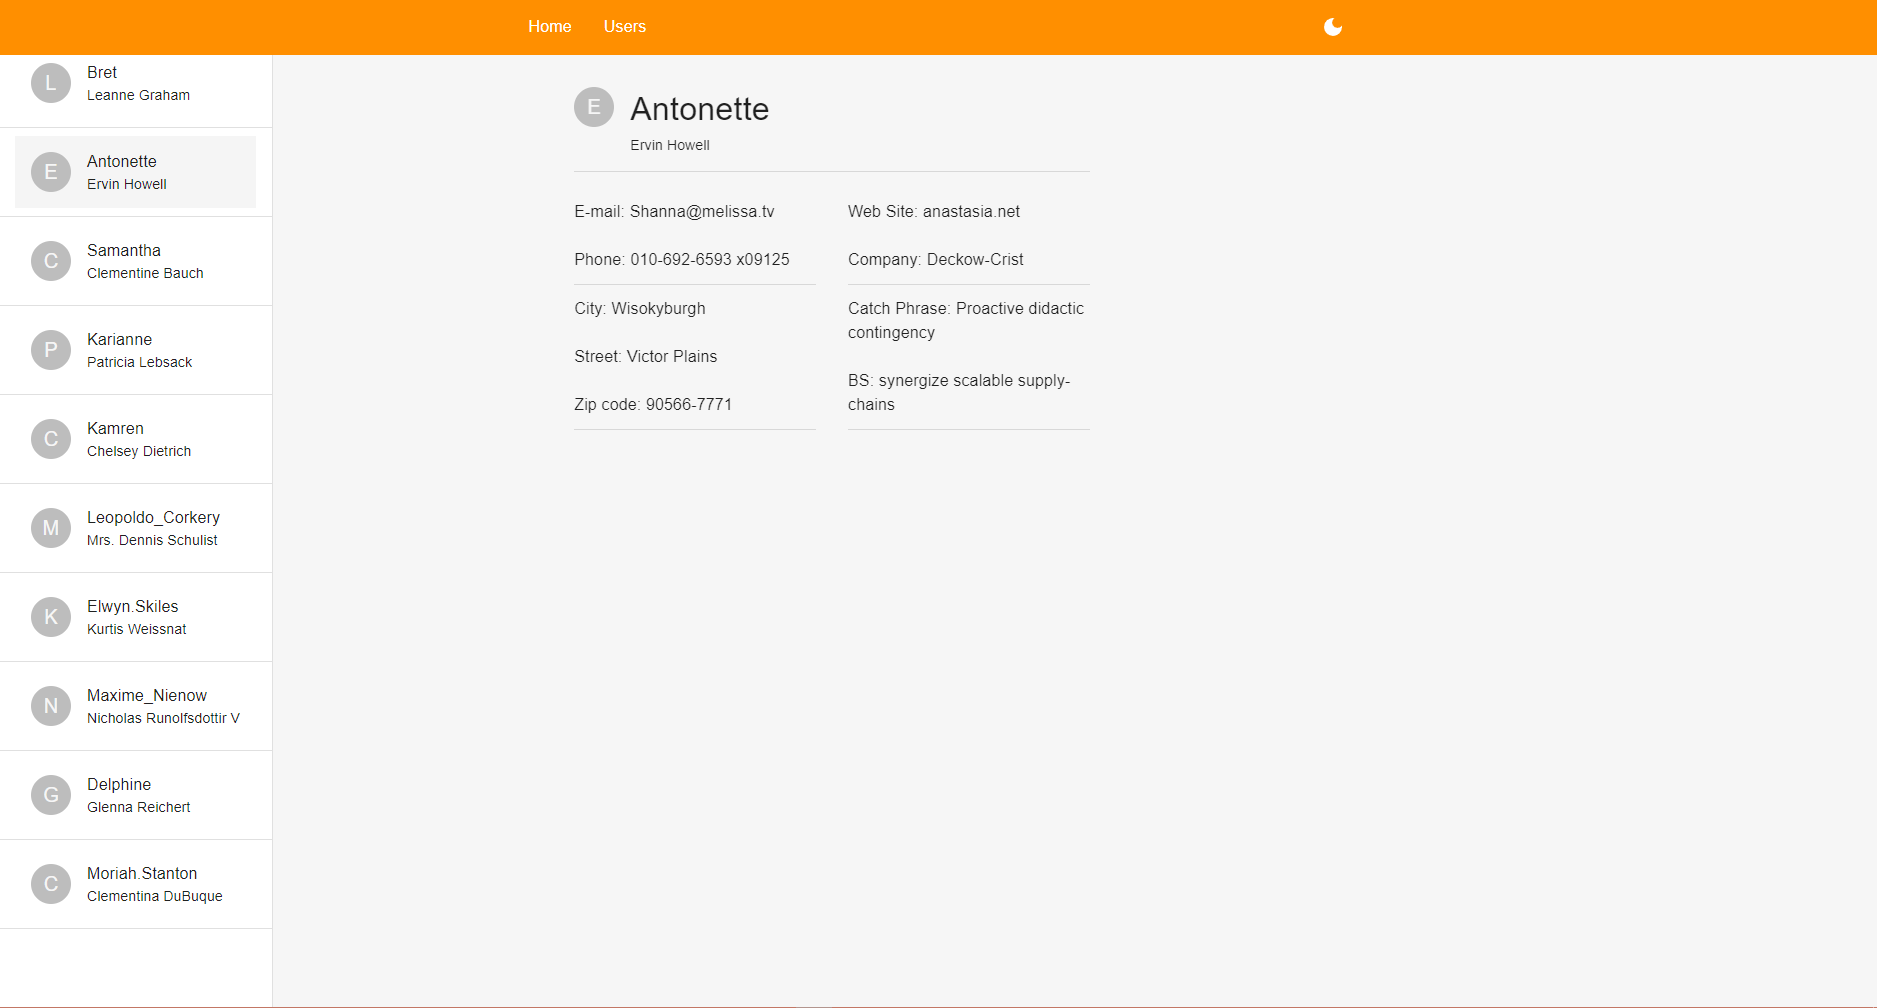 Home Users
L
Bret
Leanne Graham
E
Antonette
Ervin Howell
C
Samantha
Clementine Bauch
P
Karianne
Patricia Lebsack
C
Kamren
Chelsey Dietrich
M
Leopoldo_Corkery
Mrs. Dennis Schulist
K
Elwyn.Skiles
Kurtis Weissnat
N
Maxime_Nienow
Nicholas Runolfsdottir V
G
Delphine
Glenna Reichert
C
Moriah.Stanton
Clementina DuBuque
E
Antonette
Ervin Howell
E-mail: Shanna@melissa.tv
Phone: 010-692-6593 x09125
City: Wisokyburgh
Street: Victor Plains
Zip code: 90566-7771
Web Site: anastasia.net
Company: Deckow-Crist
Catch Phrase: Proactive didactic
contingency
BS: synergize scalable supply-
chains